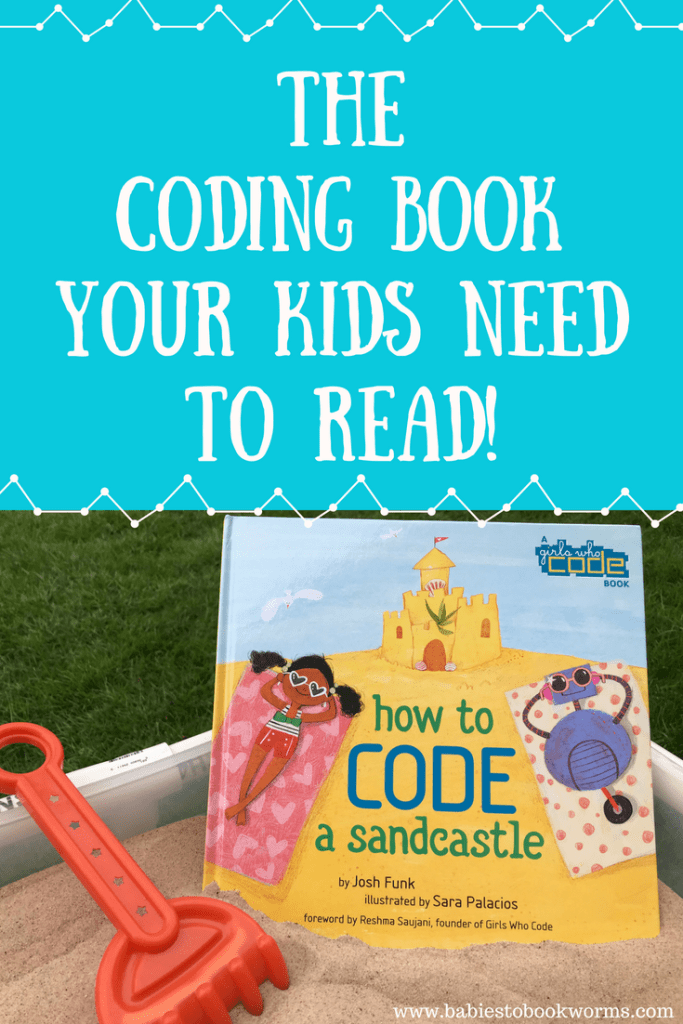 THE
CODING BOOK
YOUR KIDS NEED
TO READ!
A
girls who
CODE
BOOK
how to
CODE
a sandcastle
by Josh Funk
illustrated by Sara Palacios
foreword by Reshma Saujani, founder of Girls Who Code
www.babiestobookworms.com